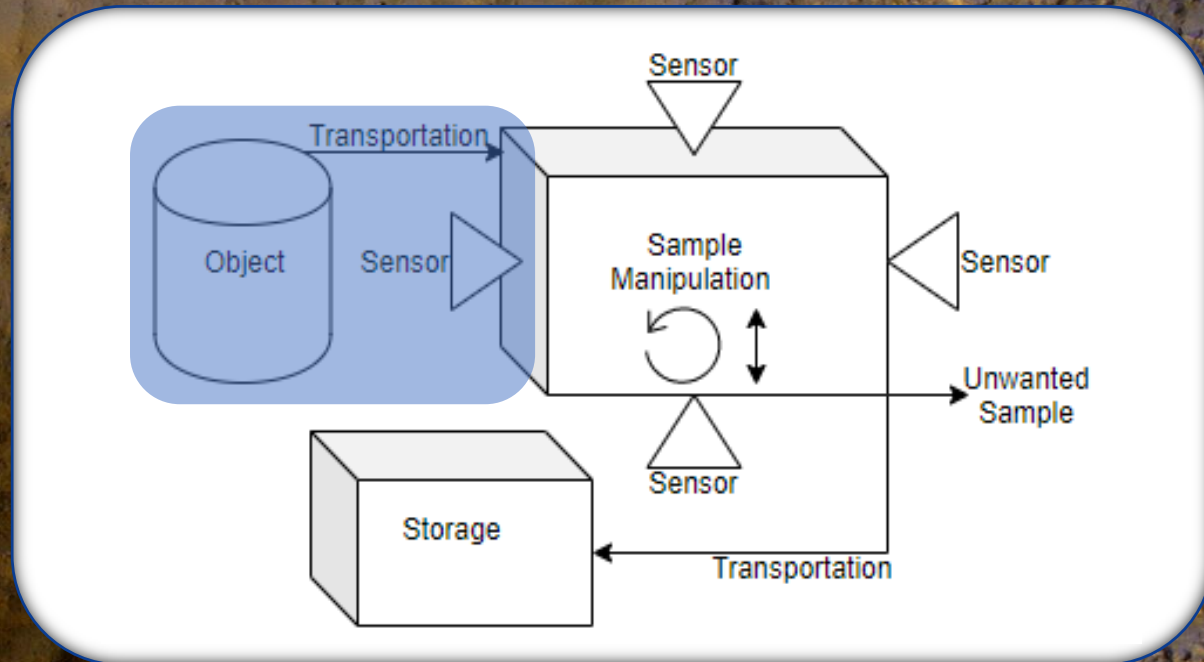 Sensor
Transportation
Object
Sensor
Sample
Manipulation
Sensor
Unwanted
Sample
Sensor
Storage
Transportation